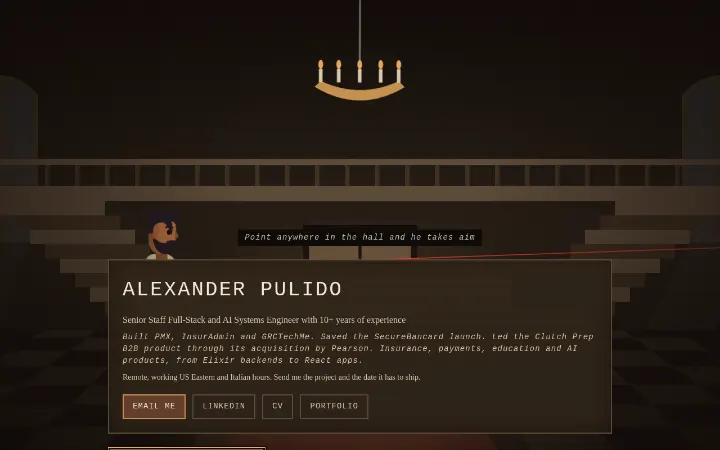 Point anywhere in the hall and he takes aim
ALEXANDER PULIDO
Senior Staff Full-Stack and AI Systems Engineer with 10+ years of experience
Built PMX, InsurAdmin and GRCTechMe. Saved the SecureBancard launch. Led the Clutch Prep
B2B product through its acquisition by Pearson. Insurance, payments, education and AI
products, from Elixir backends to React apps.
Remote, working US Eastern and Italian hours. Send me the project and the date it has to ship.
EMAIL ME
LINKEDIN
CV
PORTFOLIO